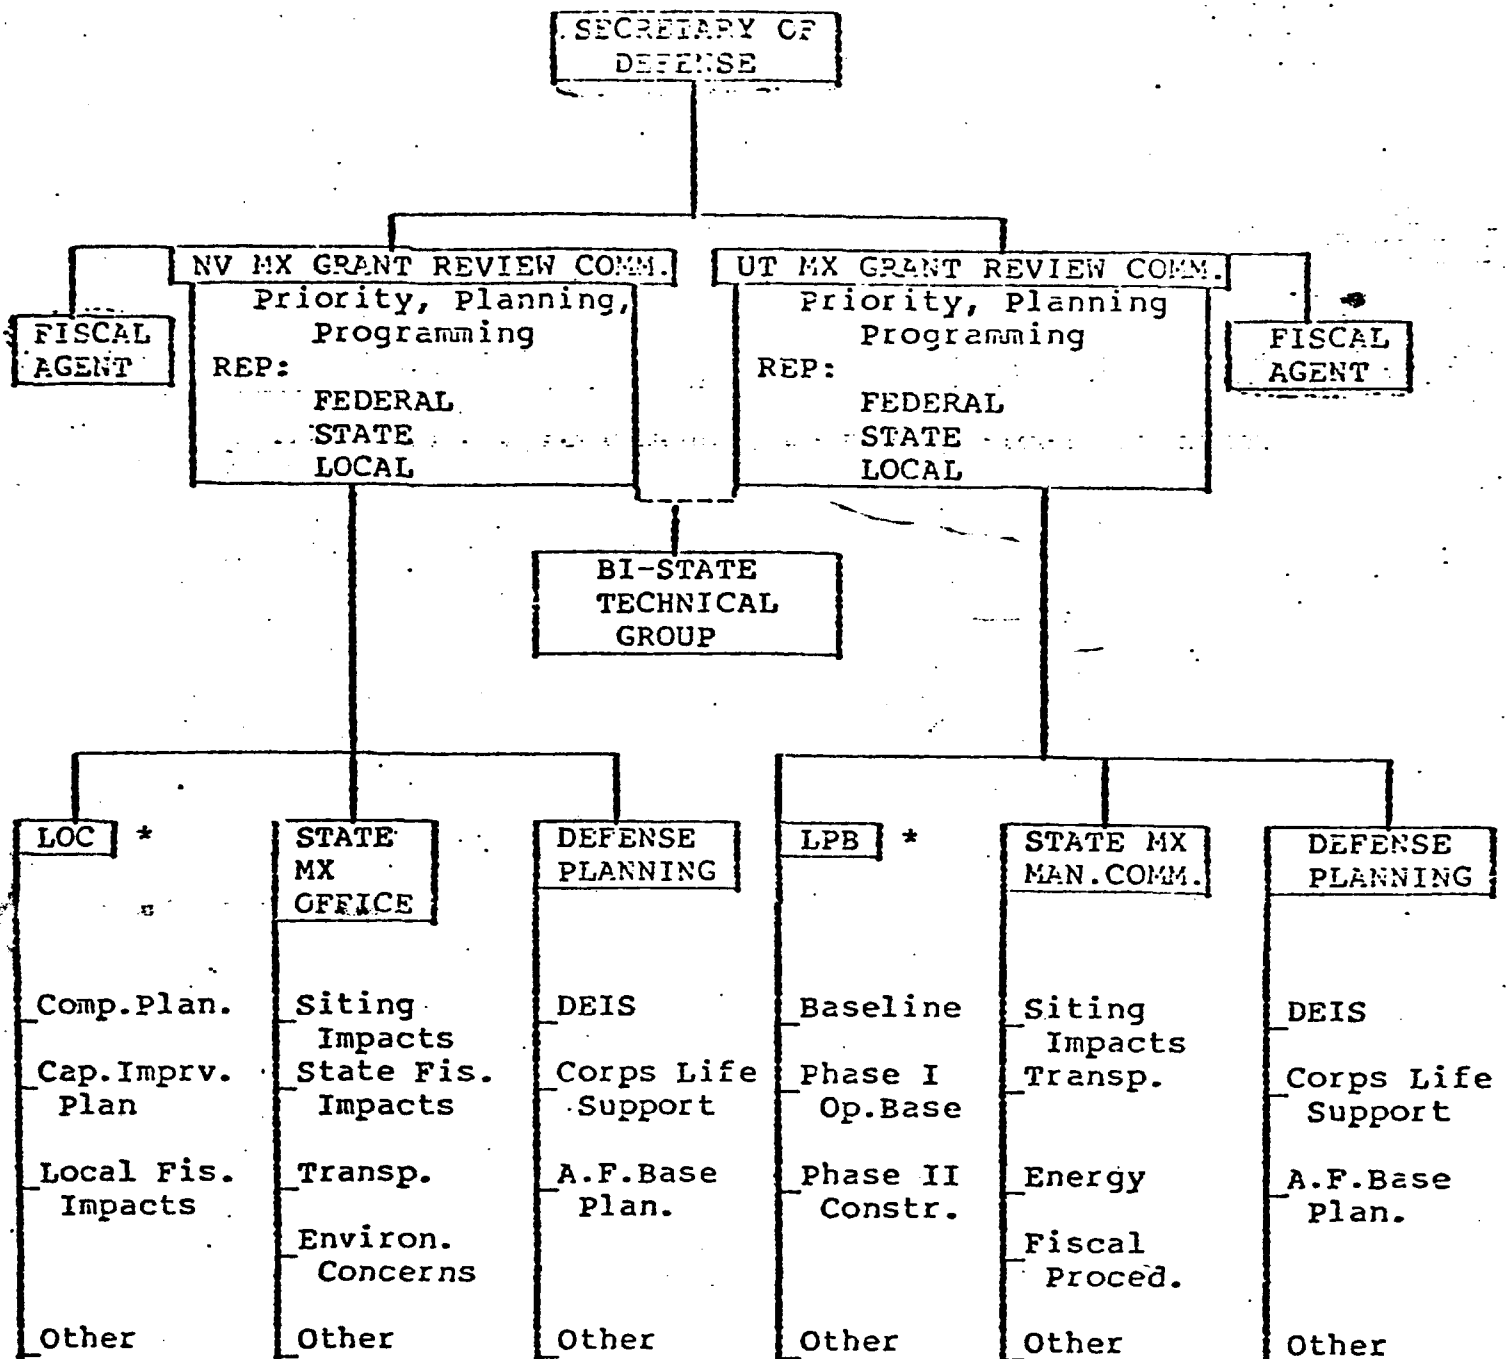 SECRETARY OF
DEFENSE
NV MX GRANT REVIEW COMM.
Priority, Planning,
Programming
REP:
FEDERAL
STATE
LOCAL
FISCAL
AGENT
UT MX GRANT REVIEW COMM.
Priority, Planning
Programming
REP:
FEDERAL
STATE
LOCAL
FISCAL
AGENT
BI-STATE
TECHNICAL
GROUP
LOC *
Comp.Plan.
Cap.Imprv.
Plan
Local Fis.
Impacts
Other
STATE
MX
OFFICE
Siting
Impacts
State Fis.
Impacts
Transp.
Environ.
Concerns
Other
DEFENSE
PLANNING
DEIS
Corps Life
Support
A.F.Base
Plan.
Other
LPB *
Baseline
Phase I
Op.Base
Phase II
Constr.
Other
STATE MX
MAN.COMM.
Siting
Impacts
Transp.
Energy
Fiscal
Proced.
Other
DEFENSE
PLANNING
DEIS
Corps Life
Support
A.F.Base
Plan.
Other